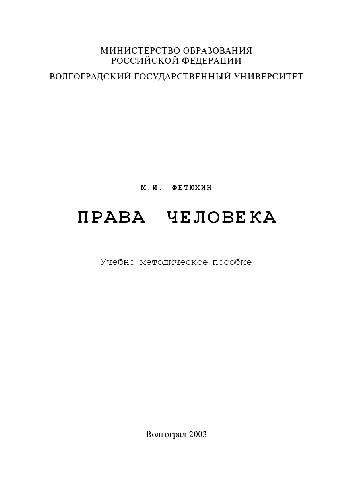 МИНИСТЕРСТВО ОБРАЗОВАНИЯ
РОССИЙСКОЙ ФЕДЕРАЦИИ
ВОЛГОГРАДСКИЙ ГОСУДАРСТВЕННЫЙ УНИВЕРСИТЕТ
М.И. ФЕТЮХИН
ПРАВА ЧЕЛОВЕКА
Учебно-методическое пособие
Волгоград 2003